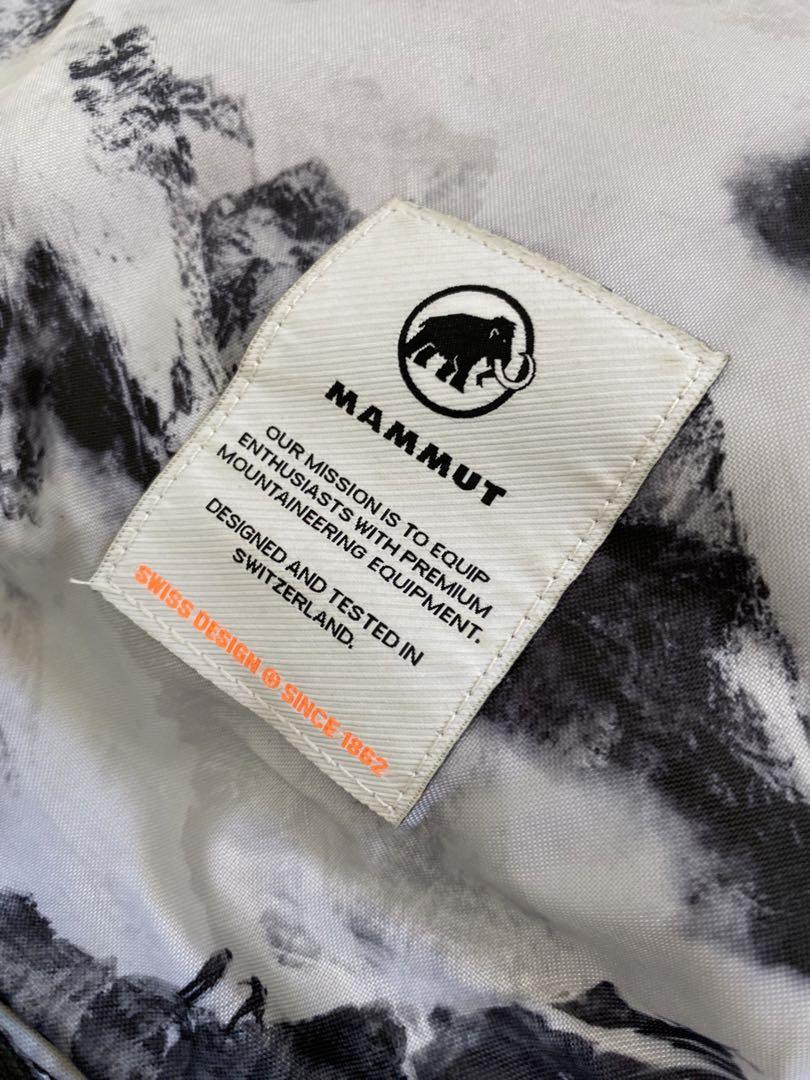 MAMMUT
OUR MISSION IS TO EQUIP
ENTHUSIASTS WITH PREMIUM
MOUNTAINEERING EQUIPMENT.
DESIGNED AND TESTED IN
SWITZERLAND.
SWISS DESIGN SINCE 1862